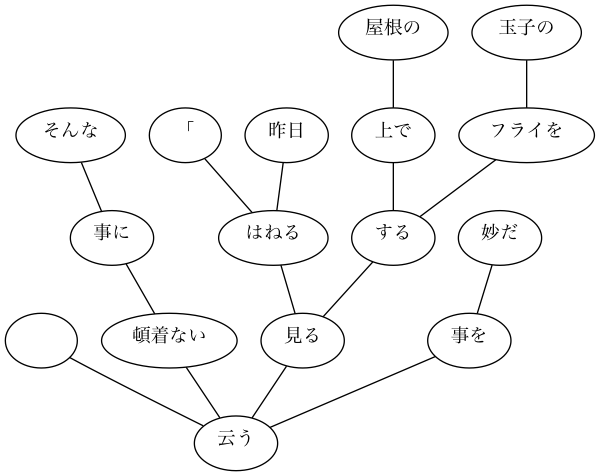 屋根の 玉子の
そんな 「 昨日 上で フライを
事に はねる する 妙だ
頓着ない 見る 事を
云う